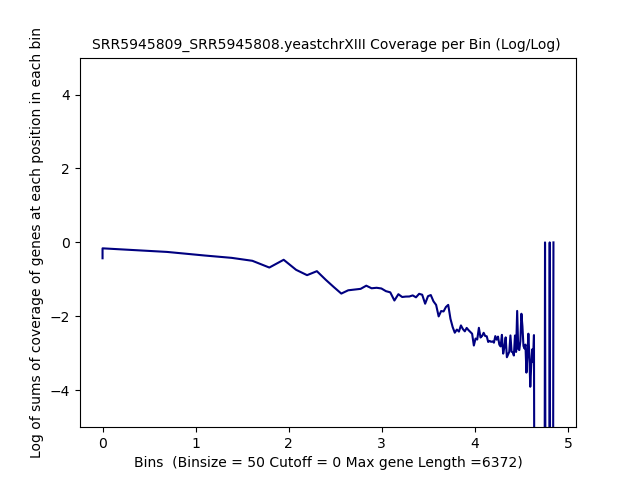 SRR5945809_SRR5945808.yeastchrXIII Coverage per Bin (Log/Log)
Log of sums of coverage of genes at each position in each bin
4
2
0
−2
−4
0 1 2 3 4 5
Bins  (Binsize = 50 Cutoff = 0 Max gene Length =6372)